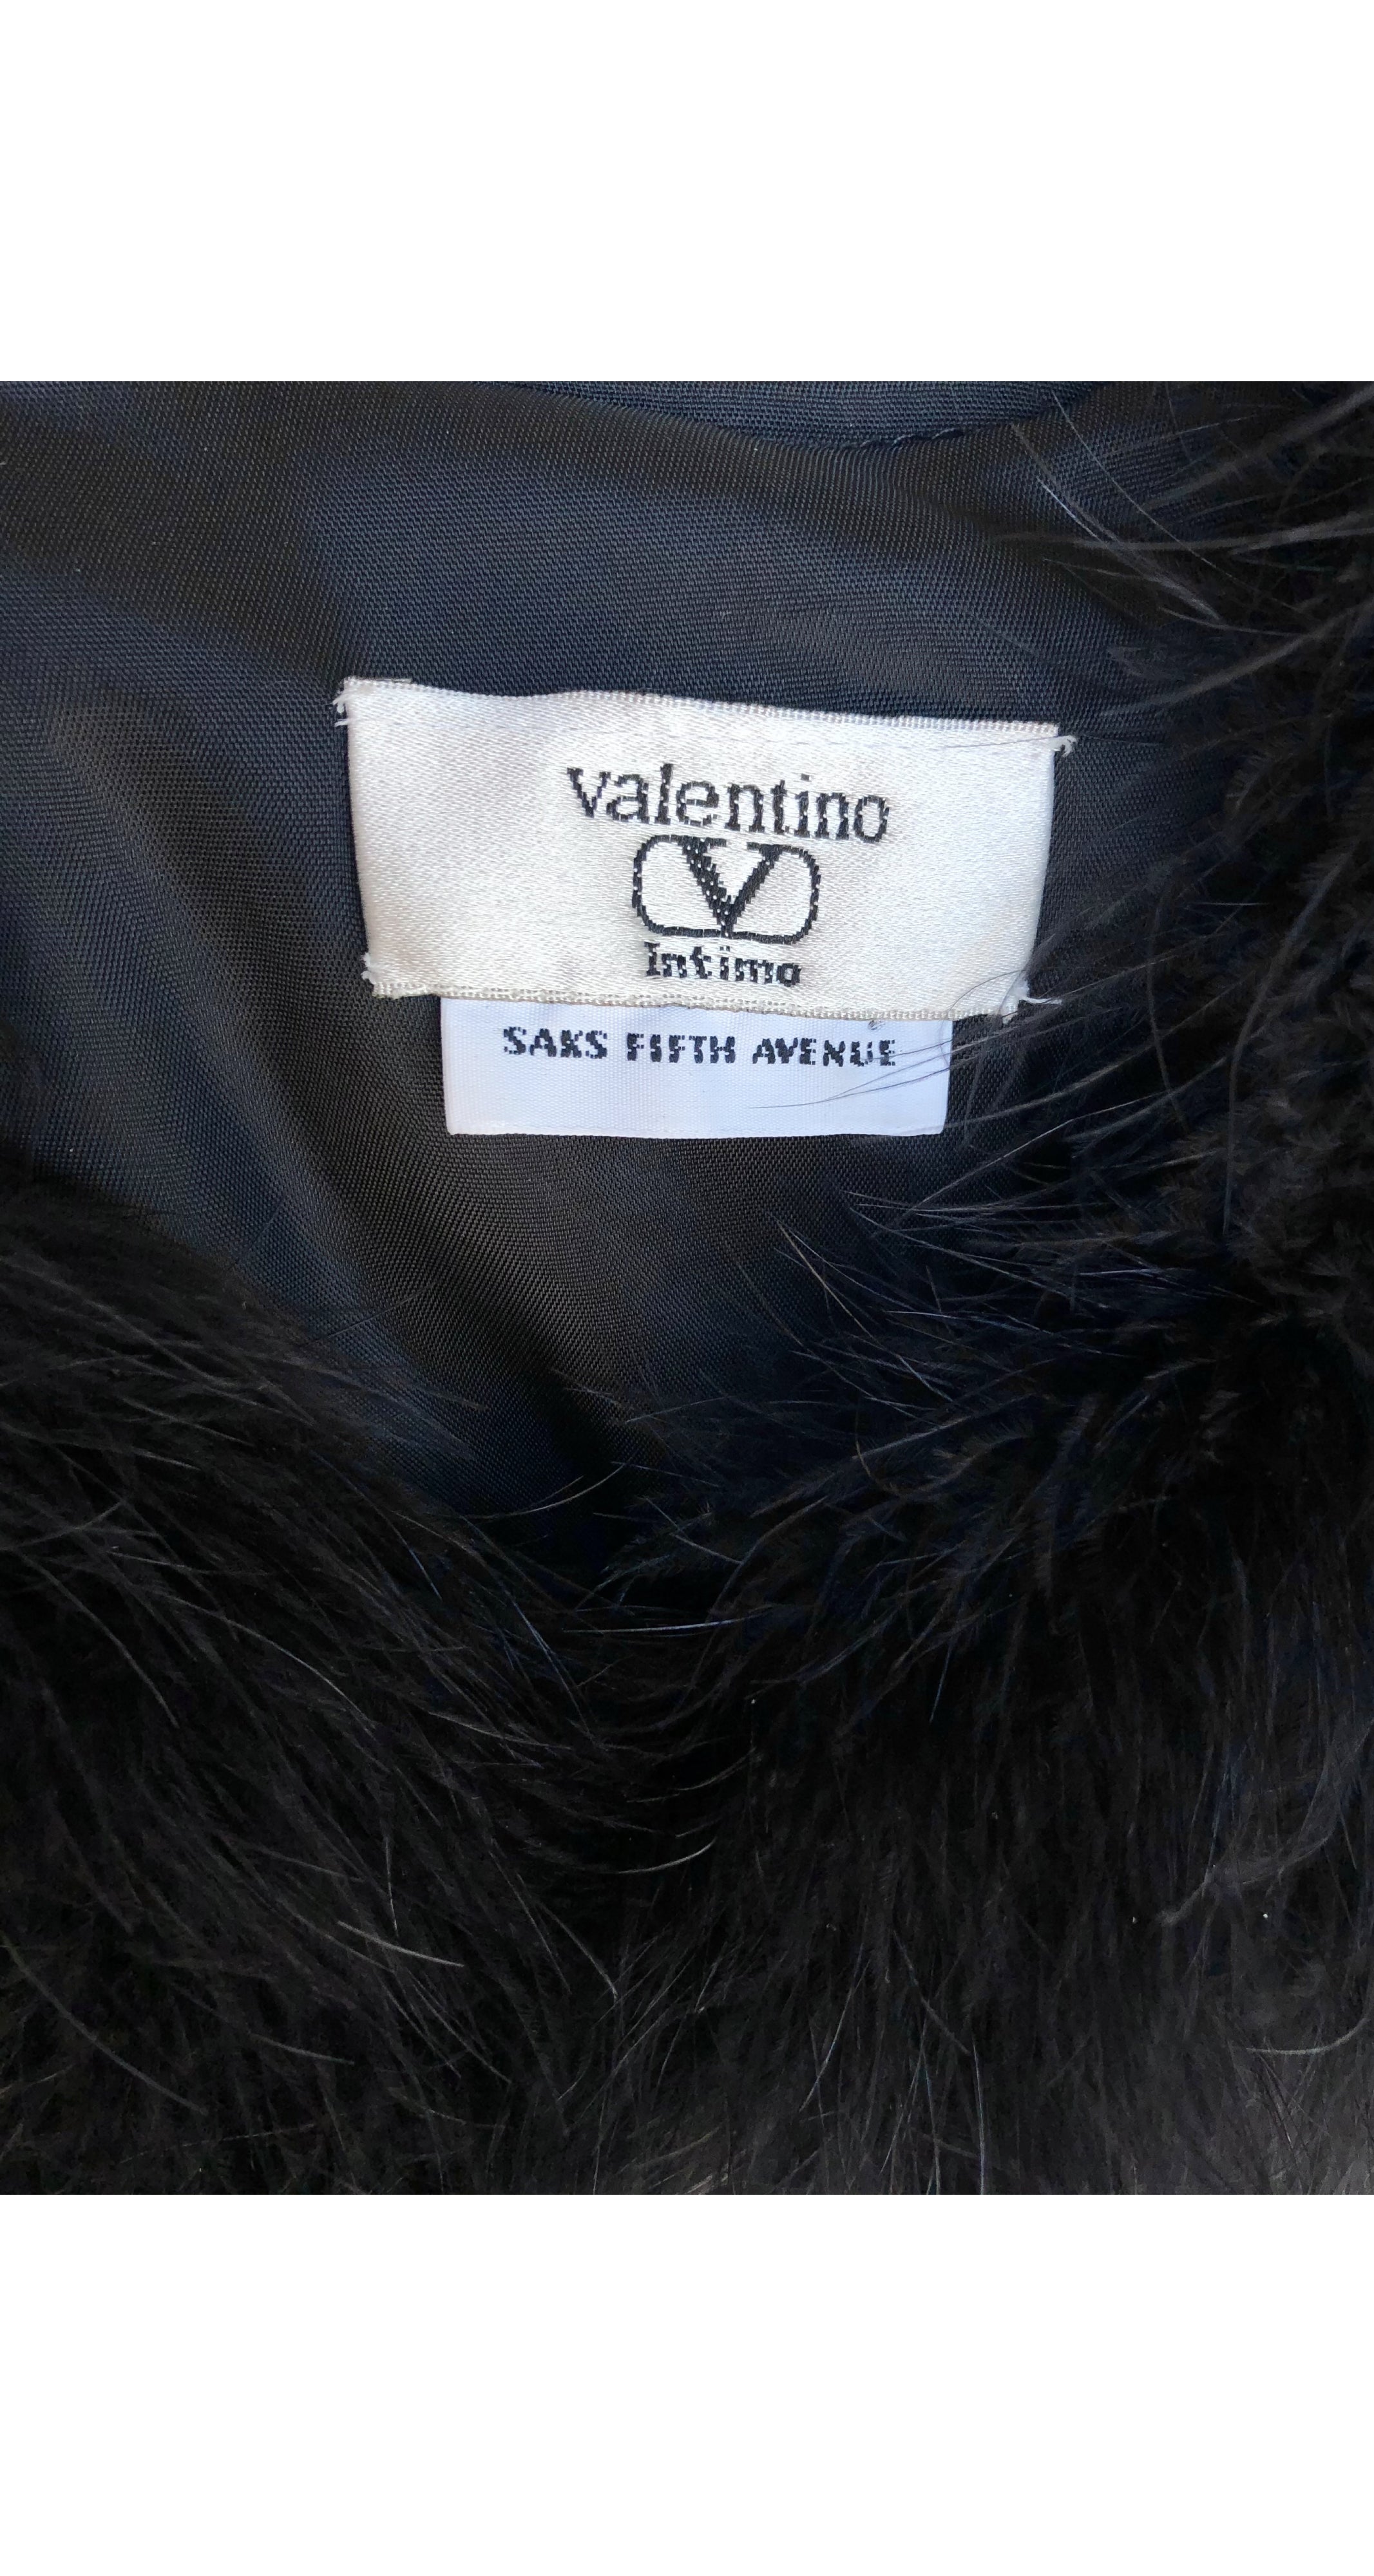 valentino
V
Intimo
SAKS FIFTH AVENUE